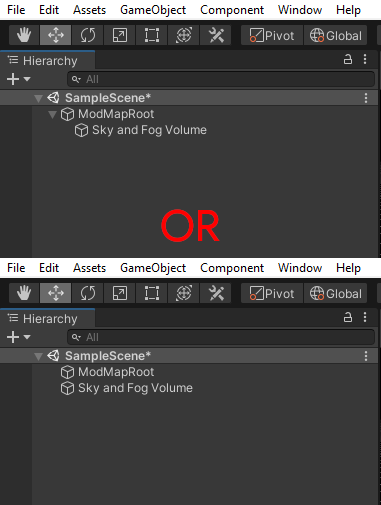 File Edit Assets GameObject Component Window Help
Pivot Global
Hierarchy
All
SampleScene*
ModMapRoot
Sky and Fog Volume
OR
File Edit Assets GameObject Component Window Help
Pivot Global
Hierarchy
All
SampleScene*
ModMapRoot
Sky and Fog Volume